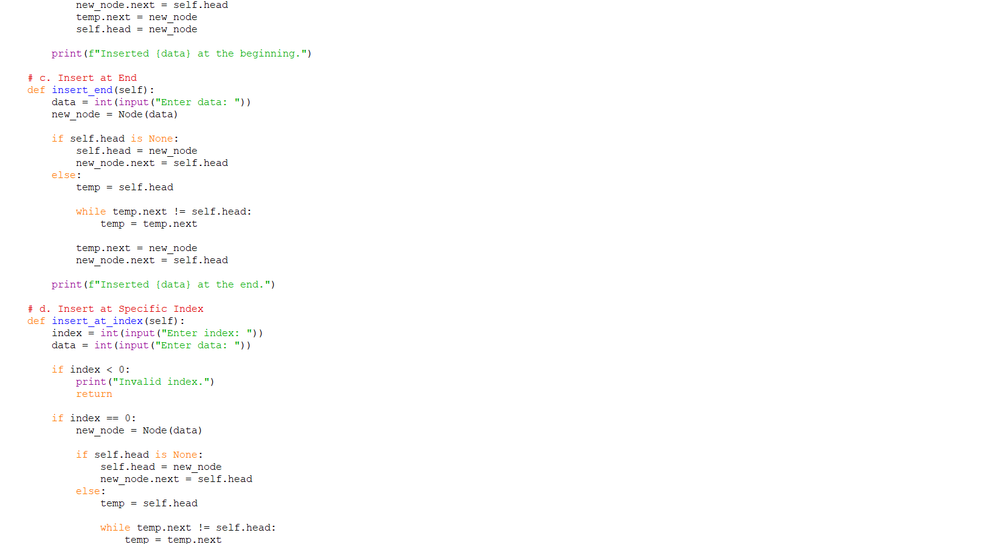 new_node.next = self.head
temp.next = new_node
self.head = new_node
print(f"Inserted {data} at the beginning.")
# c. Insert at End
def insert_end(self):
data = int(input("Enter data: "))
new_node = Node(data)
if self.head is None:
self.head = new_node
new_node.next = self.head
else:
temp = self.head
while temp.next != self.head:
temp = temp.next
temp.next = new_node
new_node.next = self.head
print(f"Inserted {data} at the end.")
# d. Insert at Specific Index
def insert_at_index(self):
index = int(input("Enter index: "))
data = int(input("Enter data: "))
if index < 0:
print("Invalid index.")
return
if index == 0:
new_node = Node(data)
if self.head is None:
self.head = new_node
new_node.next = self.head
else:
temp = self.head
while temp.next != self.head:
temp = temp.next